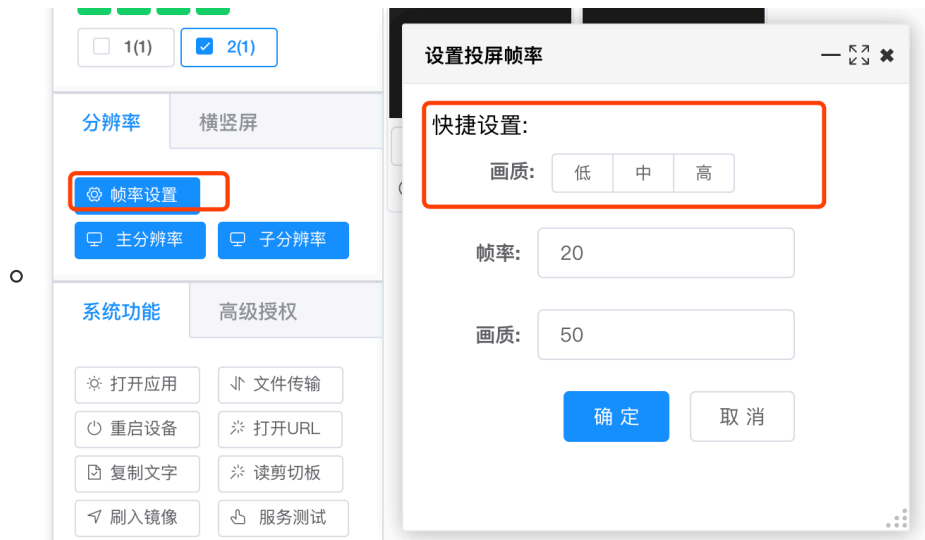 1(1)
2(1)
分辨率
横竖屏
帧率设置
主分辨率
子分辨率
系统功能
高级授权
打开应用
文件传输
重启设备
打开URL
复制文字
读剪切板
刷入镜像
服务测试
设置投屏帧率
快捷设置:
画质: 低 中 高
帧率: 20
画质: 50
确 定
取 消